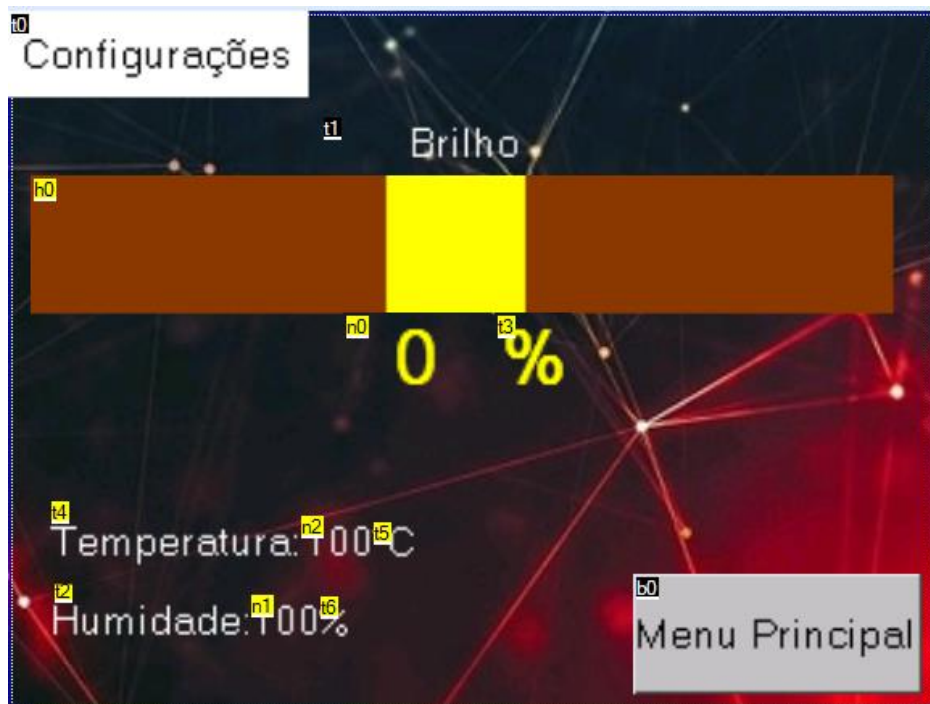 t0
Configurações
t1
Brilho
h0
n0
t3
0 %
t4
n2
t5
Temperatura:100ºC
t2
n1
t6
Humidade:100%
b0
Menu Principal